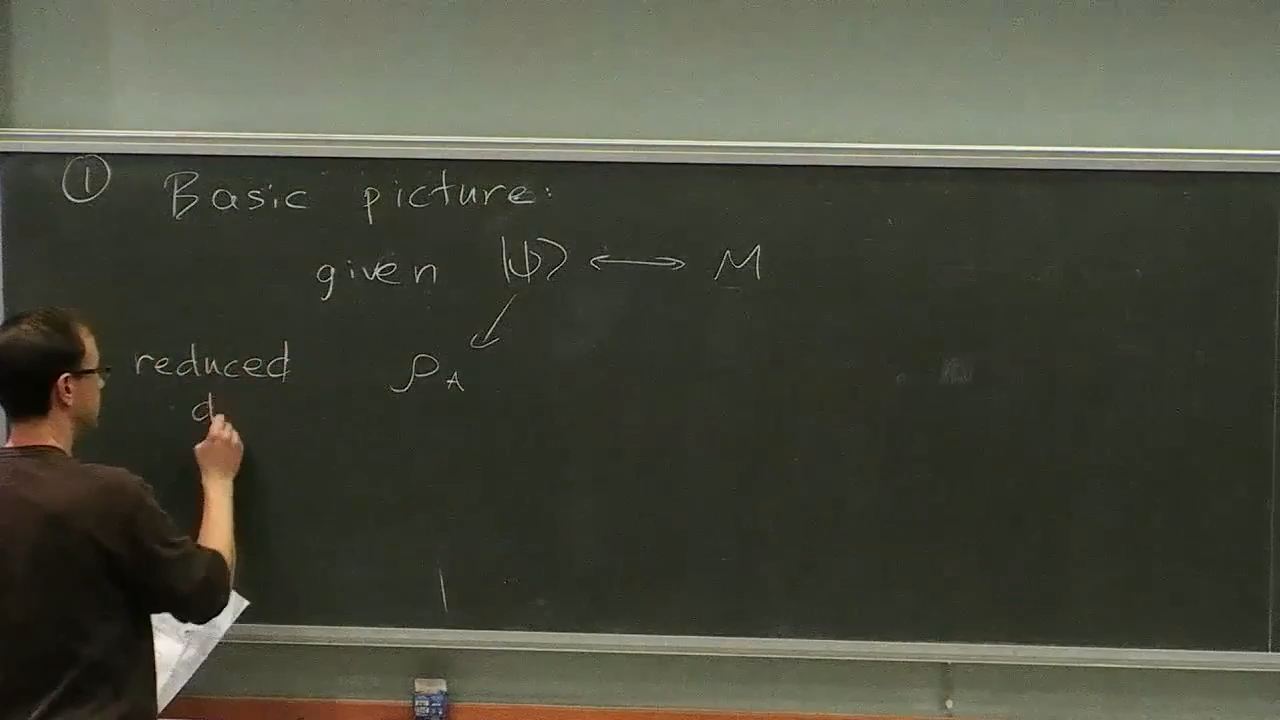 ① Basic picture:
given |ψ⟩ ⟷ M
↙
reduced ρ_A
d